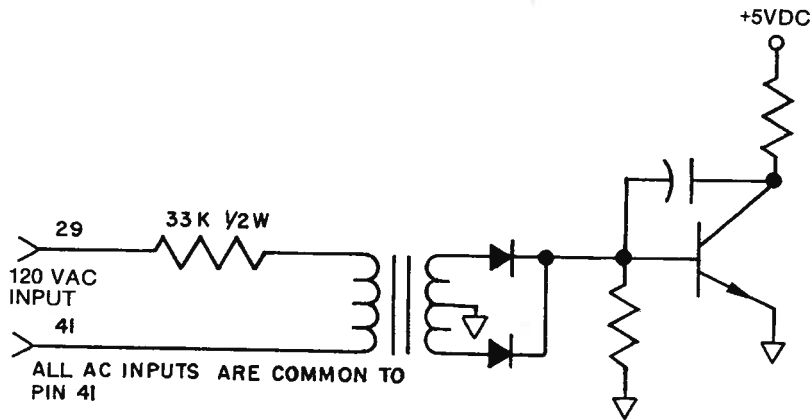 +5VDC
29
33K 1/2W
120 VAC
INPUT
41
ALL AC INPUTS ARE COMMON TO
PIN 41